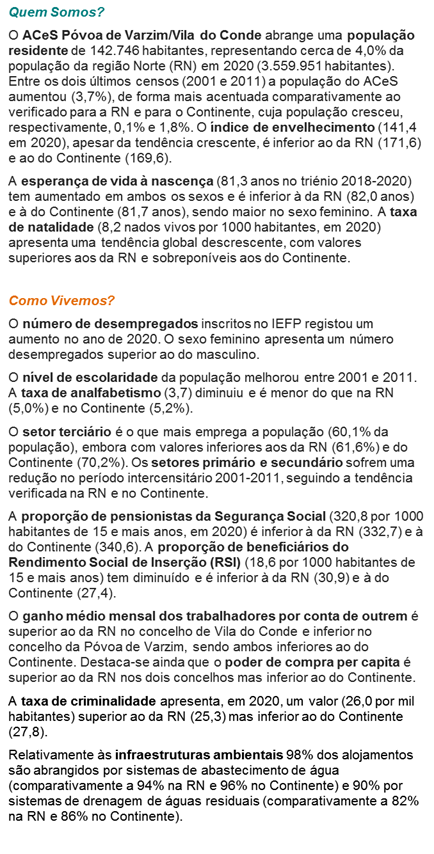 Quem Somos?
O ACeS Póvoa de Varzim/Vila do Conde abrange uma população
residente de 142.746 habitantes, representando cerca de 4,0% da
população da região Norte (RN) em 2020 (3.559.951 habitantes).
Entre os dois últimos censos (2001 e 2011) a população do ACeS
aumentou (3,7%), de forma mais acentuada comparativamente ao
verificado para a RN e para o Continente, cuja população cresceu,
respectivamente, 0,1% e 1,8%. O índice de envelhecimento (141,4
em 2020), apesar da tendência crescente, é inferior ao da RN (171,6)
e ao do Continente (169,6).
A esperança de vida à nascença (81,3 anos no triénio 2018-2020)
tem aumentado em ambos os sexos e é inferior à da RN (82,0 anos)
e à do Continente (81,7 anos), sendo maior no sexo feminino. A taxa
de natalidade (8,2 nados vivos por 1000 habitantes, em 2020)
apresenta uma tendência global descrescente, com valores
superiores aos da RN e sobreponíveis aos do Continente.
Como Vivemos?
O número de desempregados inscritos no IEFP registou um
aumento no ano de 2020. O sexo feminino apresenta um número
desempregados superior ao do masculino.
O nível de escolaridade da população melhorou entre 2001 e 2011.
A taxa de analfabetismo (3,7) diminuiu e é menor do que na RN
(5,0%) e no Continente (5,2%).
O setor terciário é o que mais emprega a população (60,1% da
população), embora com valores inferiores aos da RN (61,6%) e do
Continente (70,2%). Os setores primário e secundário sofrem uma
redução no período intercensitário 2001-2011, seguindo a tendência
verificada na RN e no Continente.
A proporção de pensionistas da Segurança Social (320,8 por 1000
habitantes de 15 e mais anos, em 2020) é inferior à da RN (332,7) e à
do Continente (340,6). A proporção de beneficiários do
Rendimento Social de Inserção (RSI) (18,6 por 1000 habitantes de
15 e mais anos) tem diminuído e é inferior à da RN (30,9) e à do
Continente (27,4).
O ganho médio mensal dos trabalhadores por conta de outrem é
superior ao da RN no concelho de Vila do Conde e inferior no
concelho da Póvoa de Varzim, sendo ambos inferiores ao do
Continente. Destaca-se ainda que o poder de compra per capita é
superior ao da RN nos dois concelhos mas inferior ao do Continente.
A taxa de criminalidade apresenta, em 2020, um valor (26,0 por mil
habitantes) superior ao da RN (25,3) mas inferior ao do Continente
(27,8).
Relativamente às infraestruturas ambientais 98% dos alojamentos
são abrangidos por sistemas de abastecimento de água
(comparativamente a 94% na RN e 96% no Continente) e 90% por
sistemas de drenagem de águas residuais (comparativamente a 82%
na RN e 86% no Continente).